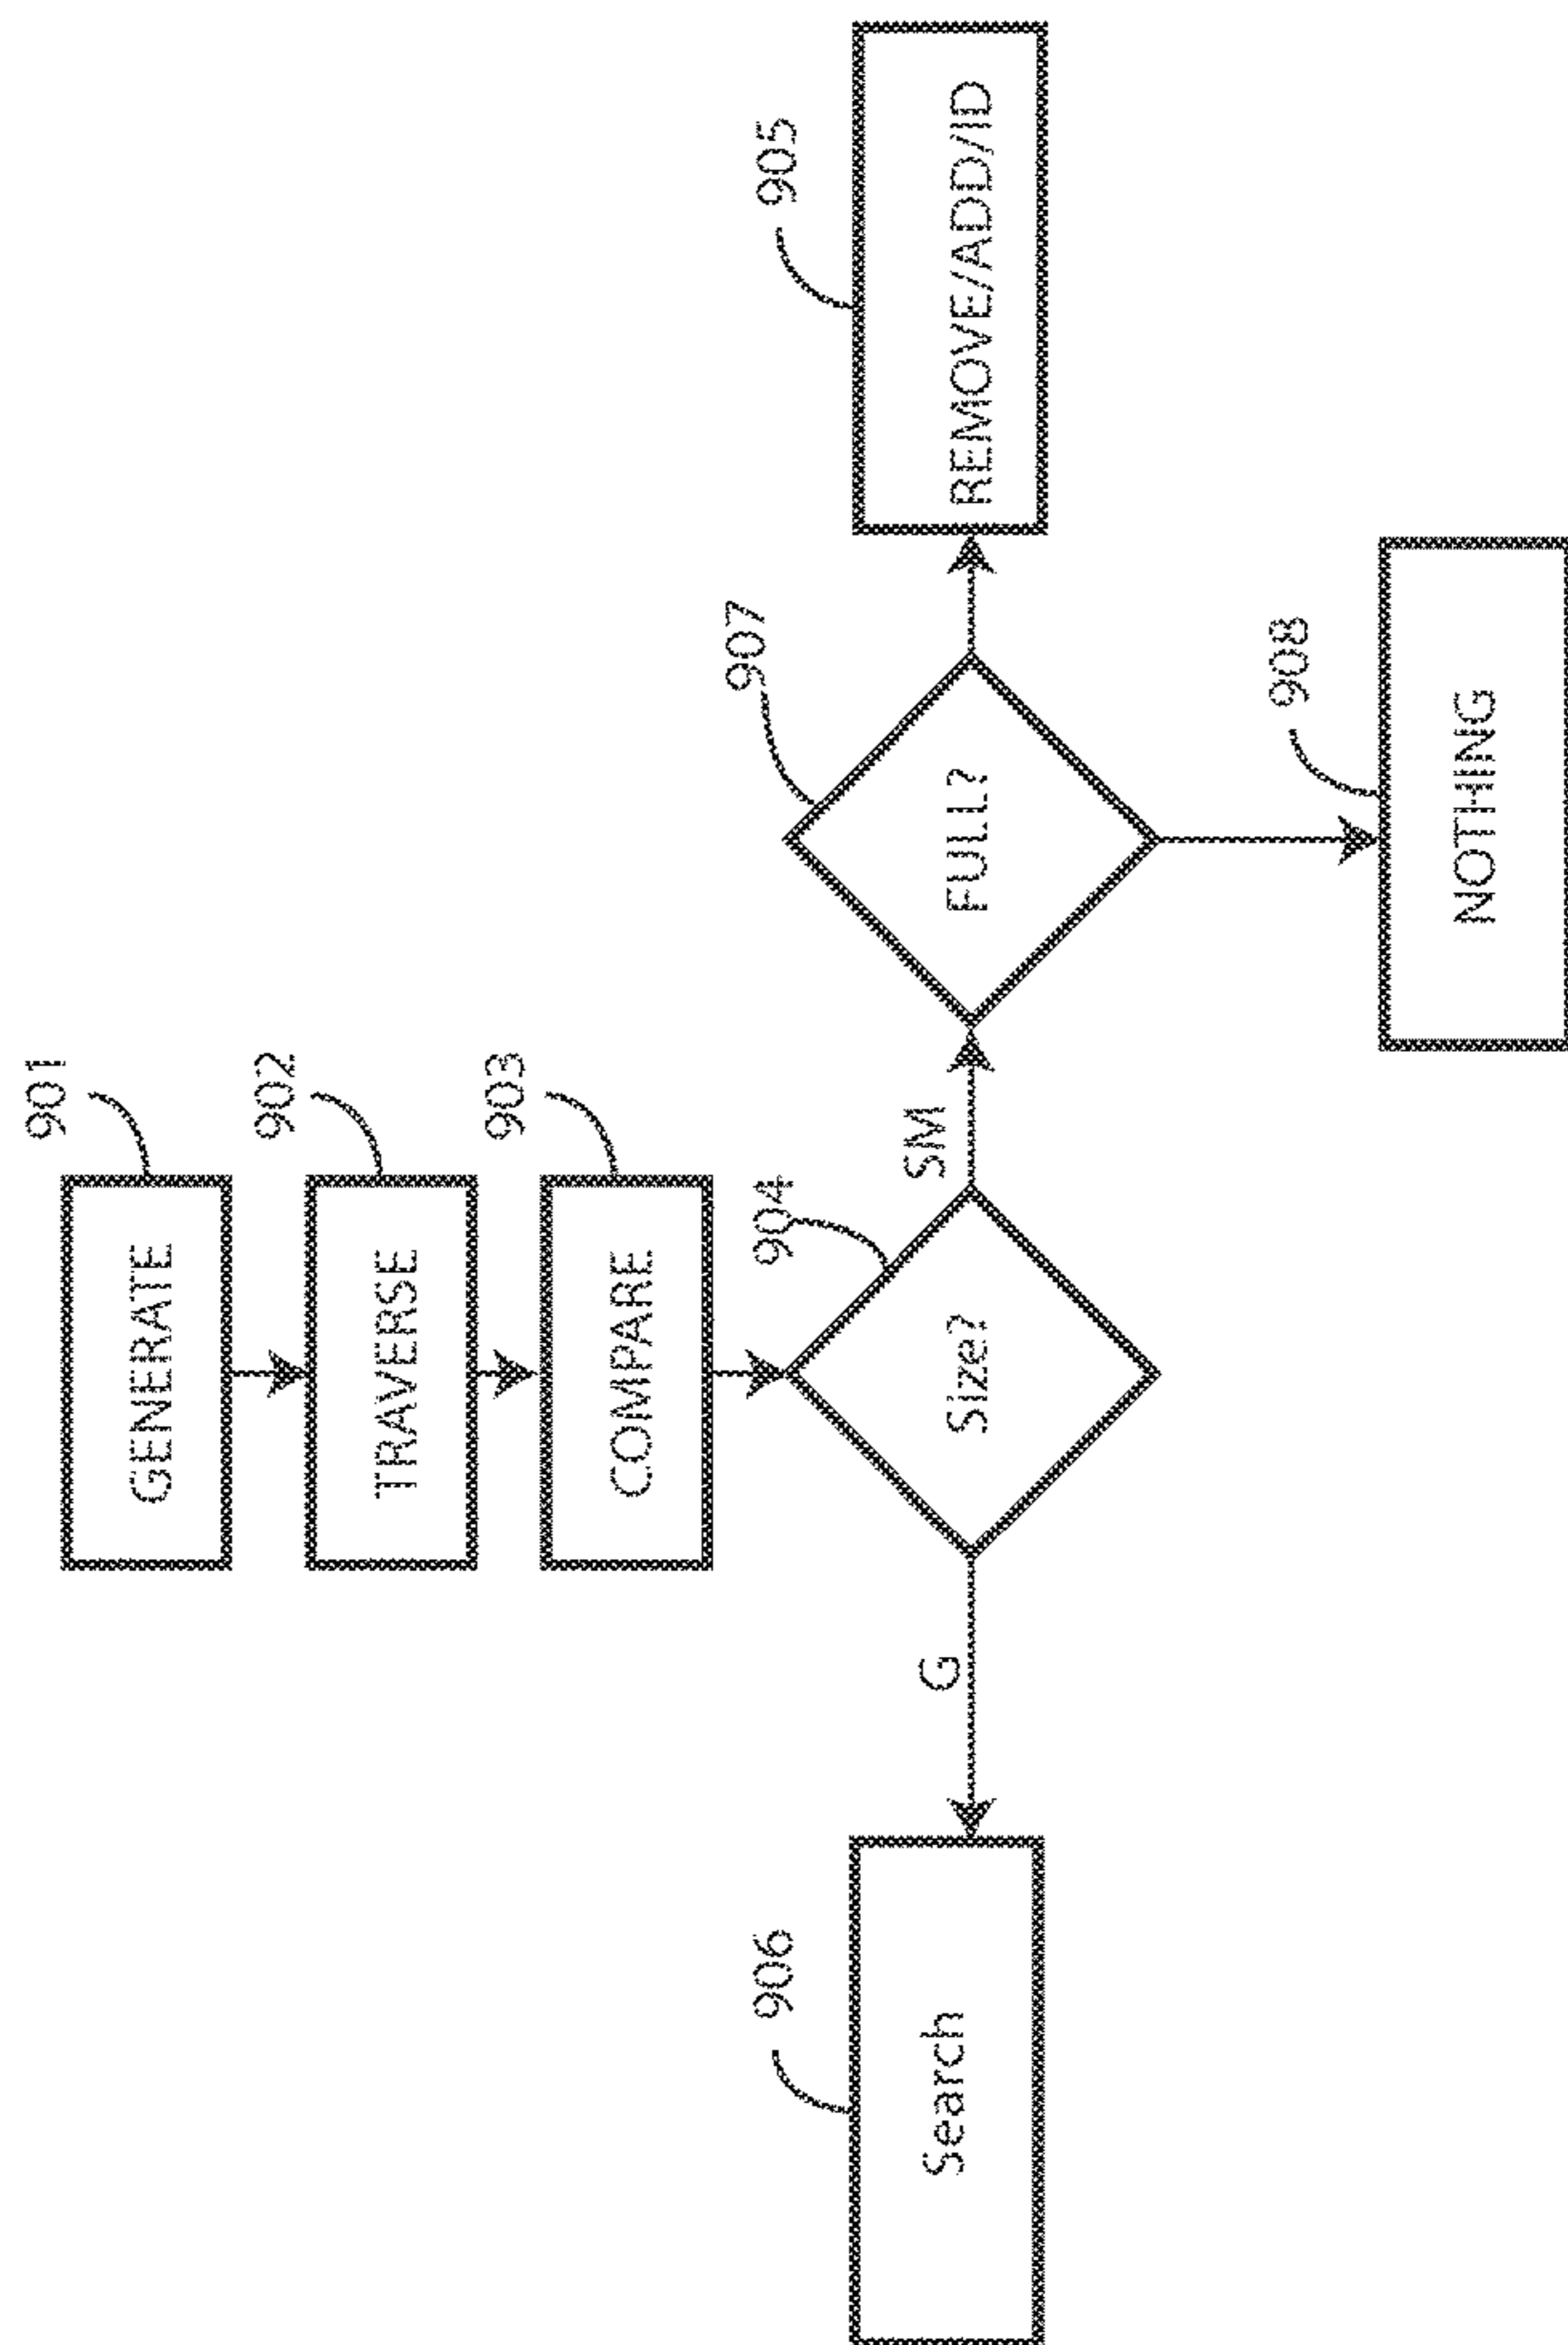 901
GENERATE
902
TRAVERSE
903
COMPARE
904
Size?
G
SM
906
Search
907
FULL?
905
REMOVE/ADD/ID
908
NOTHING